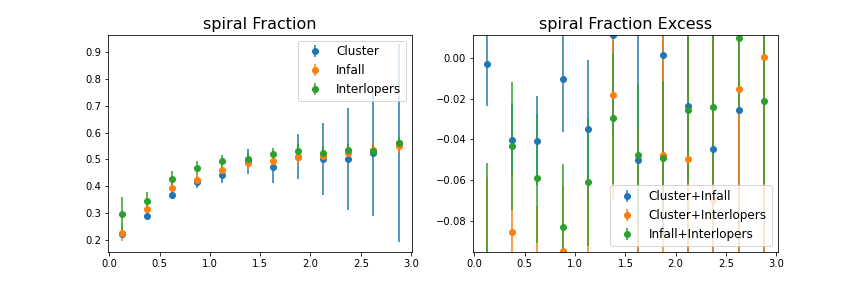 spiral Fraction
0.9
0.8
0.7
0.6
0.5
0.4
0.3
0.2
0.0 0.5 1.0 1.5 2.0 2.5 3.0
Cluster
Infall
Interlopers
spiral Fraction Excess
0.00
−0.02
−0.04
−0.06
−0.08
0.0 0.5 1.0 1.5 2.0 2.5 3.0
Cluster+Infall
Cluster+Interlopers
Infall+Interlopers